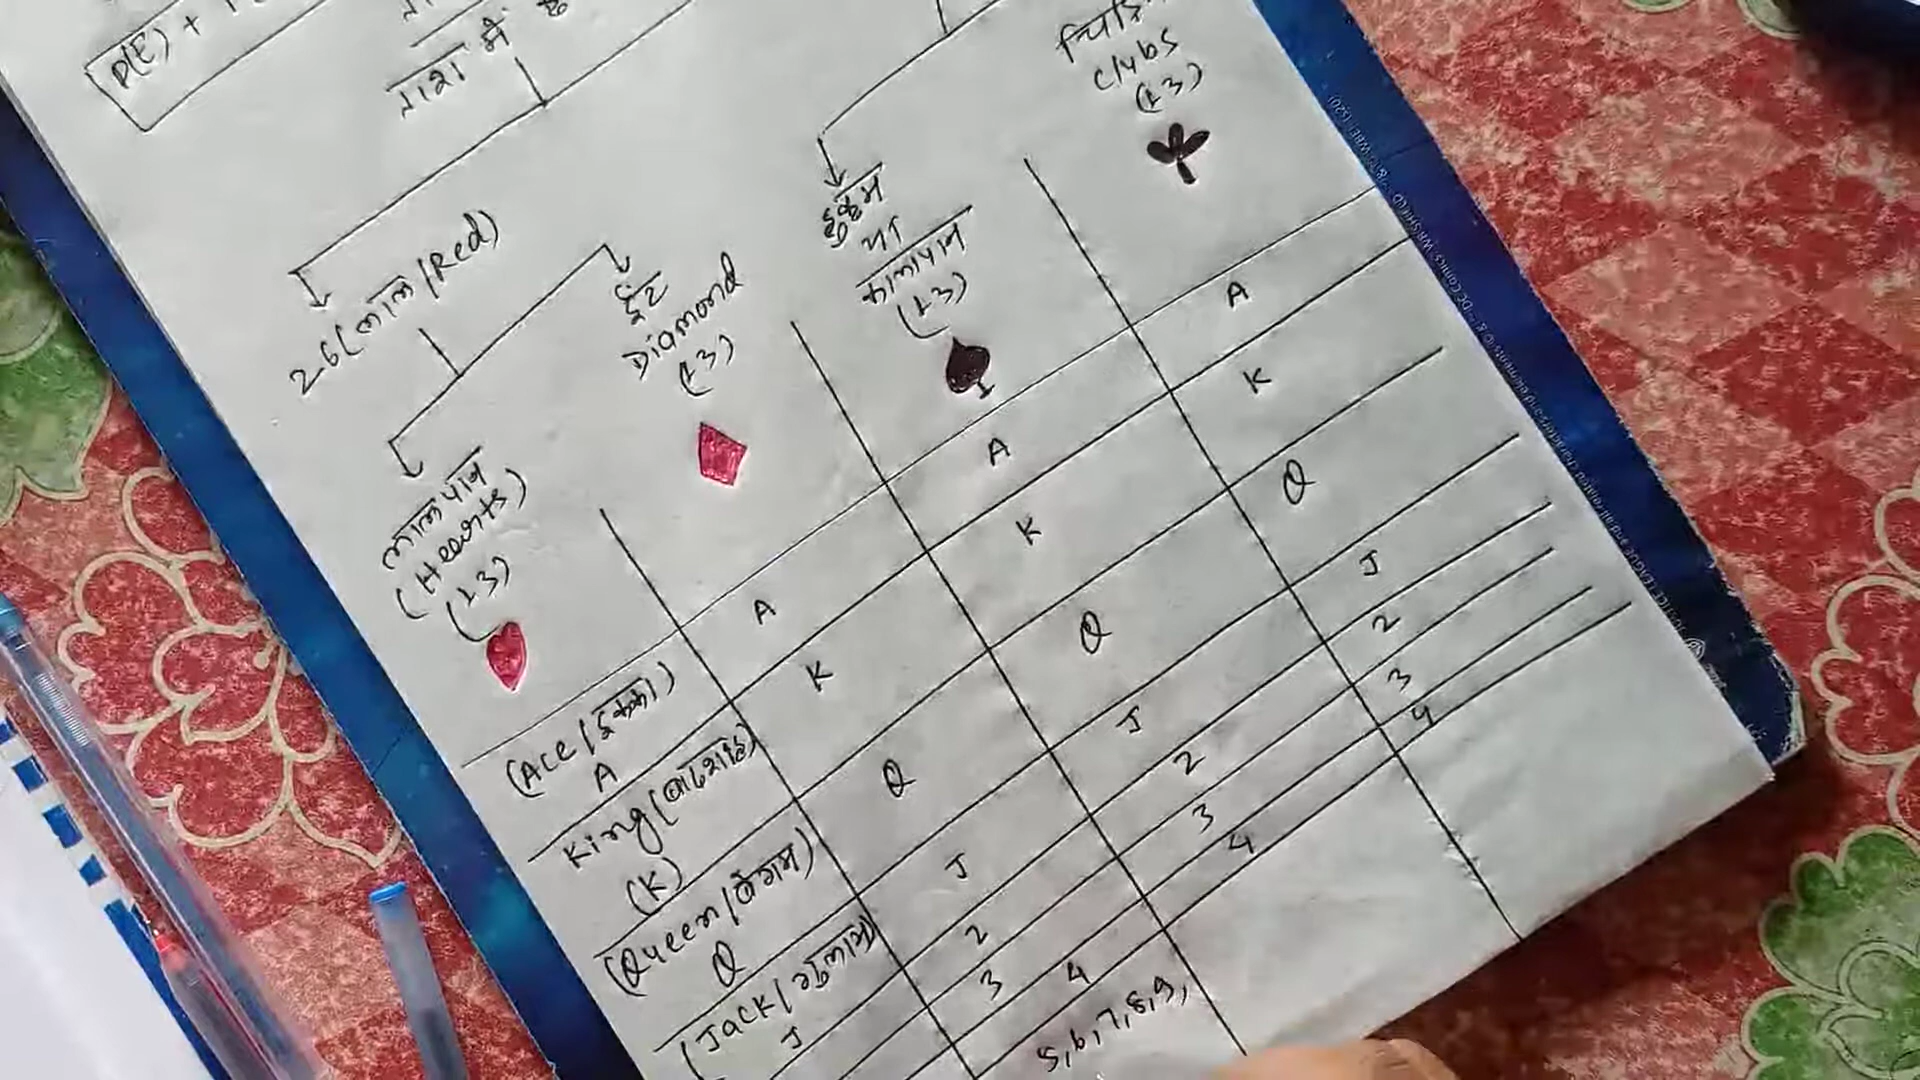 P(E) +
ताश में
26 (लाल / Red)
ईंट
Diamond
(13)
लाल पान
(Hearts)
(13)
हुकुम
या
कालापान
(13)
clubs
(13)
(Ace / इक्का)
A
A
A
A
King (बादशाह)
(K)
K
K
K
(Queen / बेगम)
Q
Q
Q
Q
(Jack / गुलाम)
J
J
J
J
2
2
2
3
3
3
4
4
4
5,6,7,8,9,